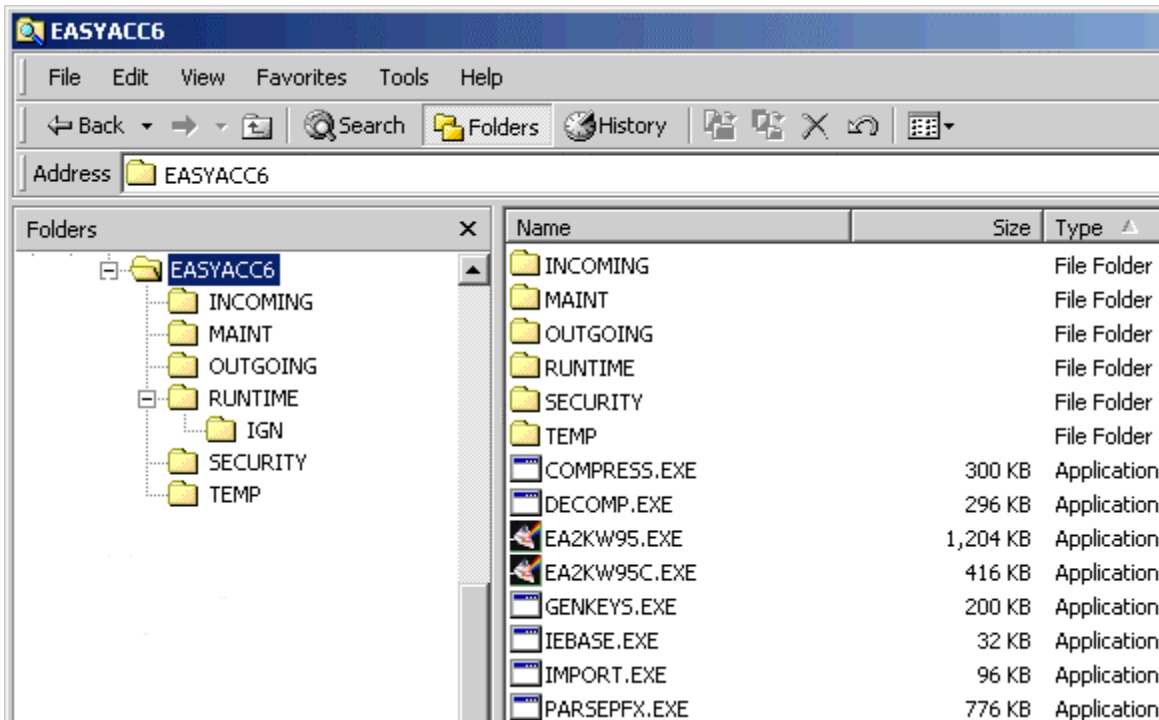 EASYACC6
File Edit View Favorites Tools Help
Back Search Folders History
Address EASYACC6
Folders
EASYACC6
INCOMING
MAINT
OUTGOING
RUNTIME
IGN
SECURITY
TEMP
Name Size Type
INCOMING File Folder
MAINT File Folder
OUTGOING File Folder
RUNTIME File Folder
SECURITY File Folder
TEMP File Folder
COMPRESS.EXE 300 KB Application
DECOMP.EXE 296 KB Application
EA2KW95.EXE 1,204 KB Application
EA2KW95C.EXE 416 KB Application
GENKEYS.EXE 200 KB Application
IEBASE.EXE 32 KB Application
IMPORT.EXE 96 KB Application
PARSEPFX.EXE 776 KB Application